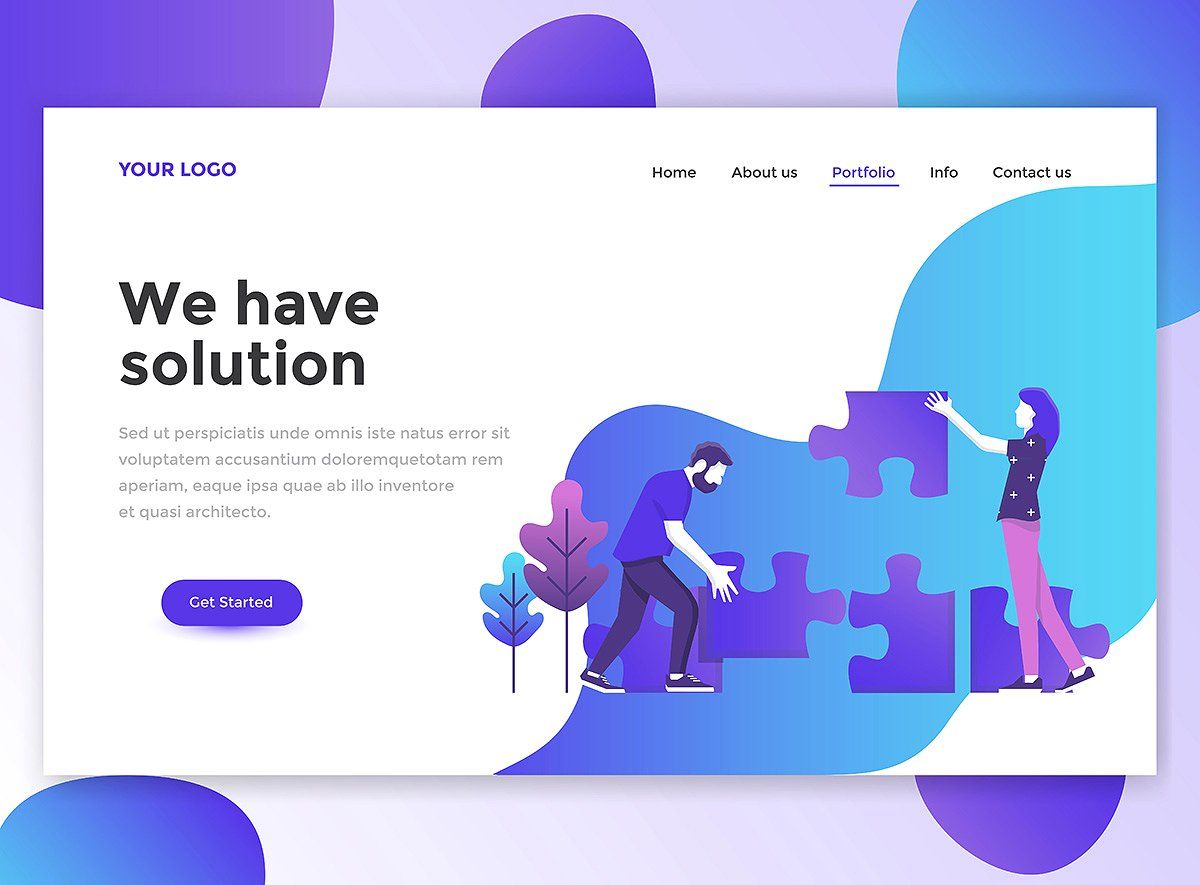 YOUR LOGO
Home About us Portfolio Info Contact us
We have
solution
Sed ut perspiciatis unde omnis iste natus error sit
voluptatem accusantium doloremquetotam rem
aperiam, eaque ipsa quae ab illo inventore
et quasi architecto.
Get Started